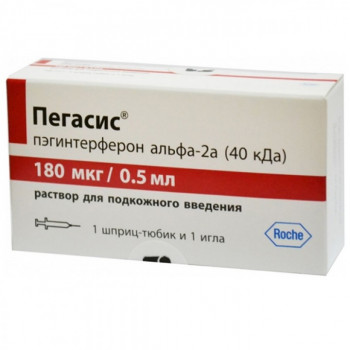 Пегасис®
пэгинтерферон альфа-2а (40 кДа)
180 мкг / 0.5 мл
раствор для подкожного введения
1 шприц-тюбик и 1 игла
Roche